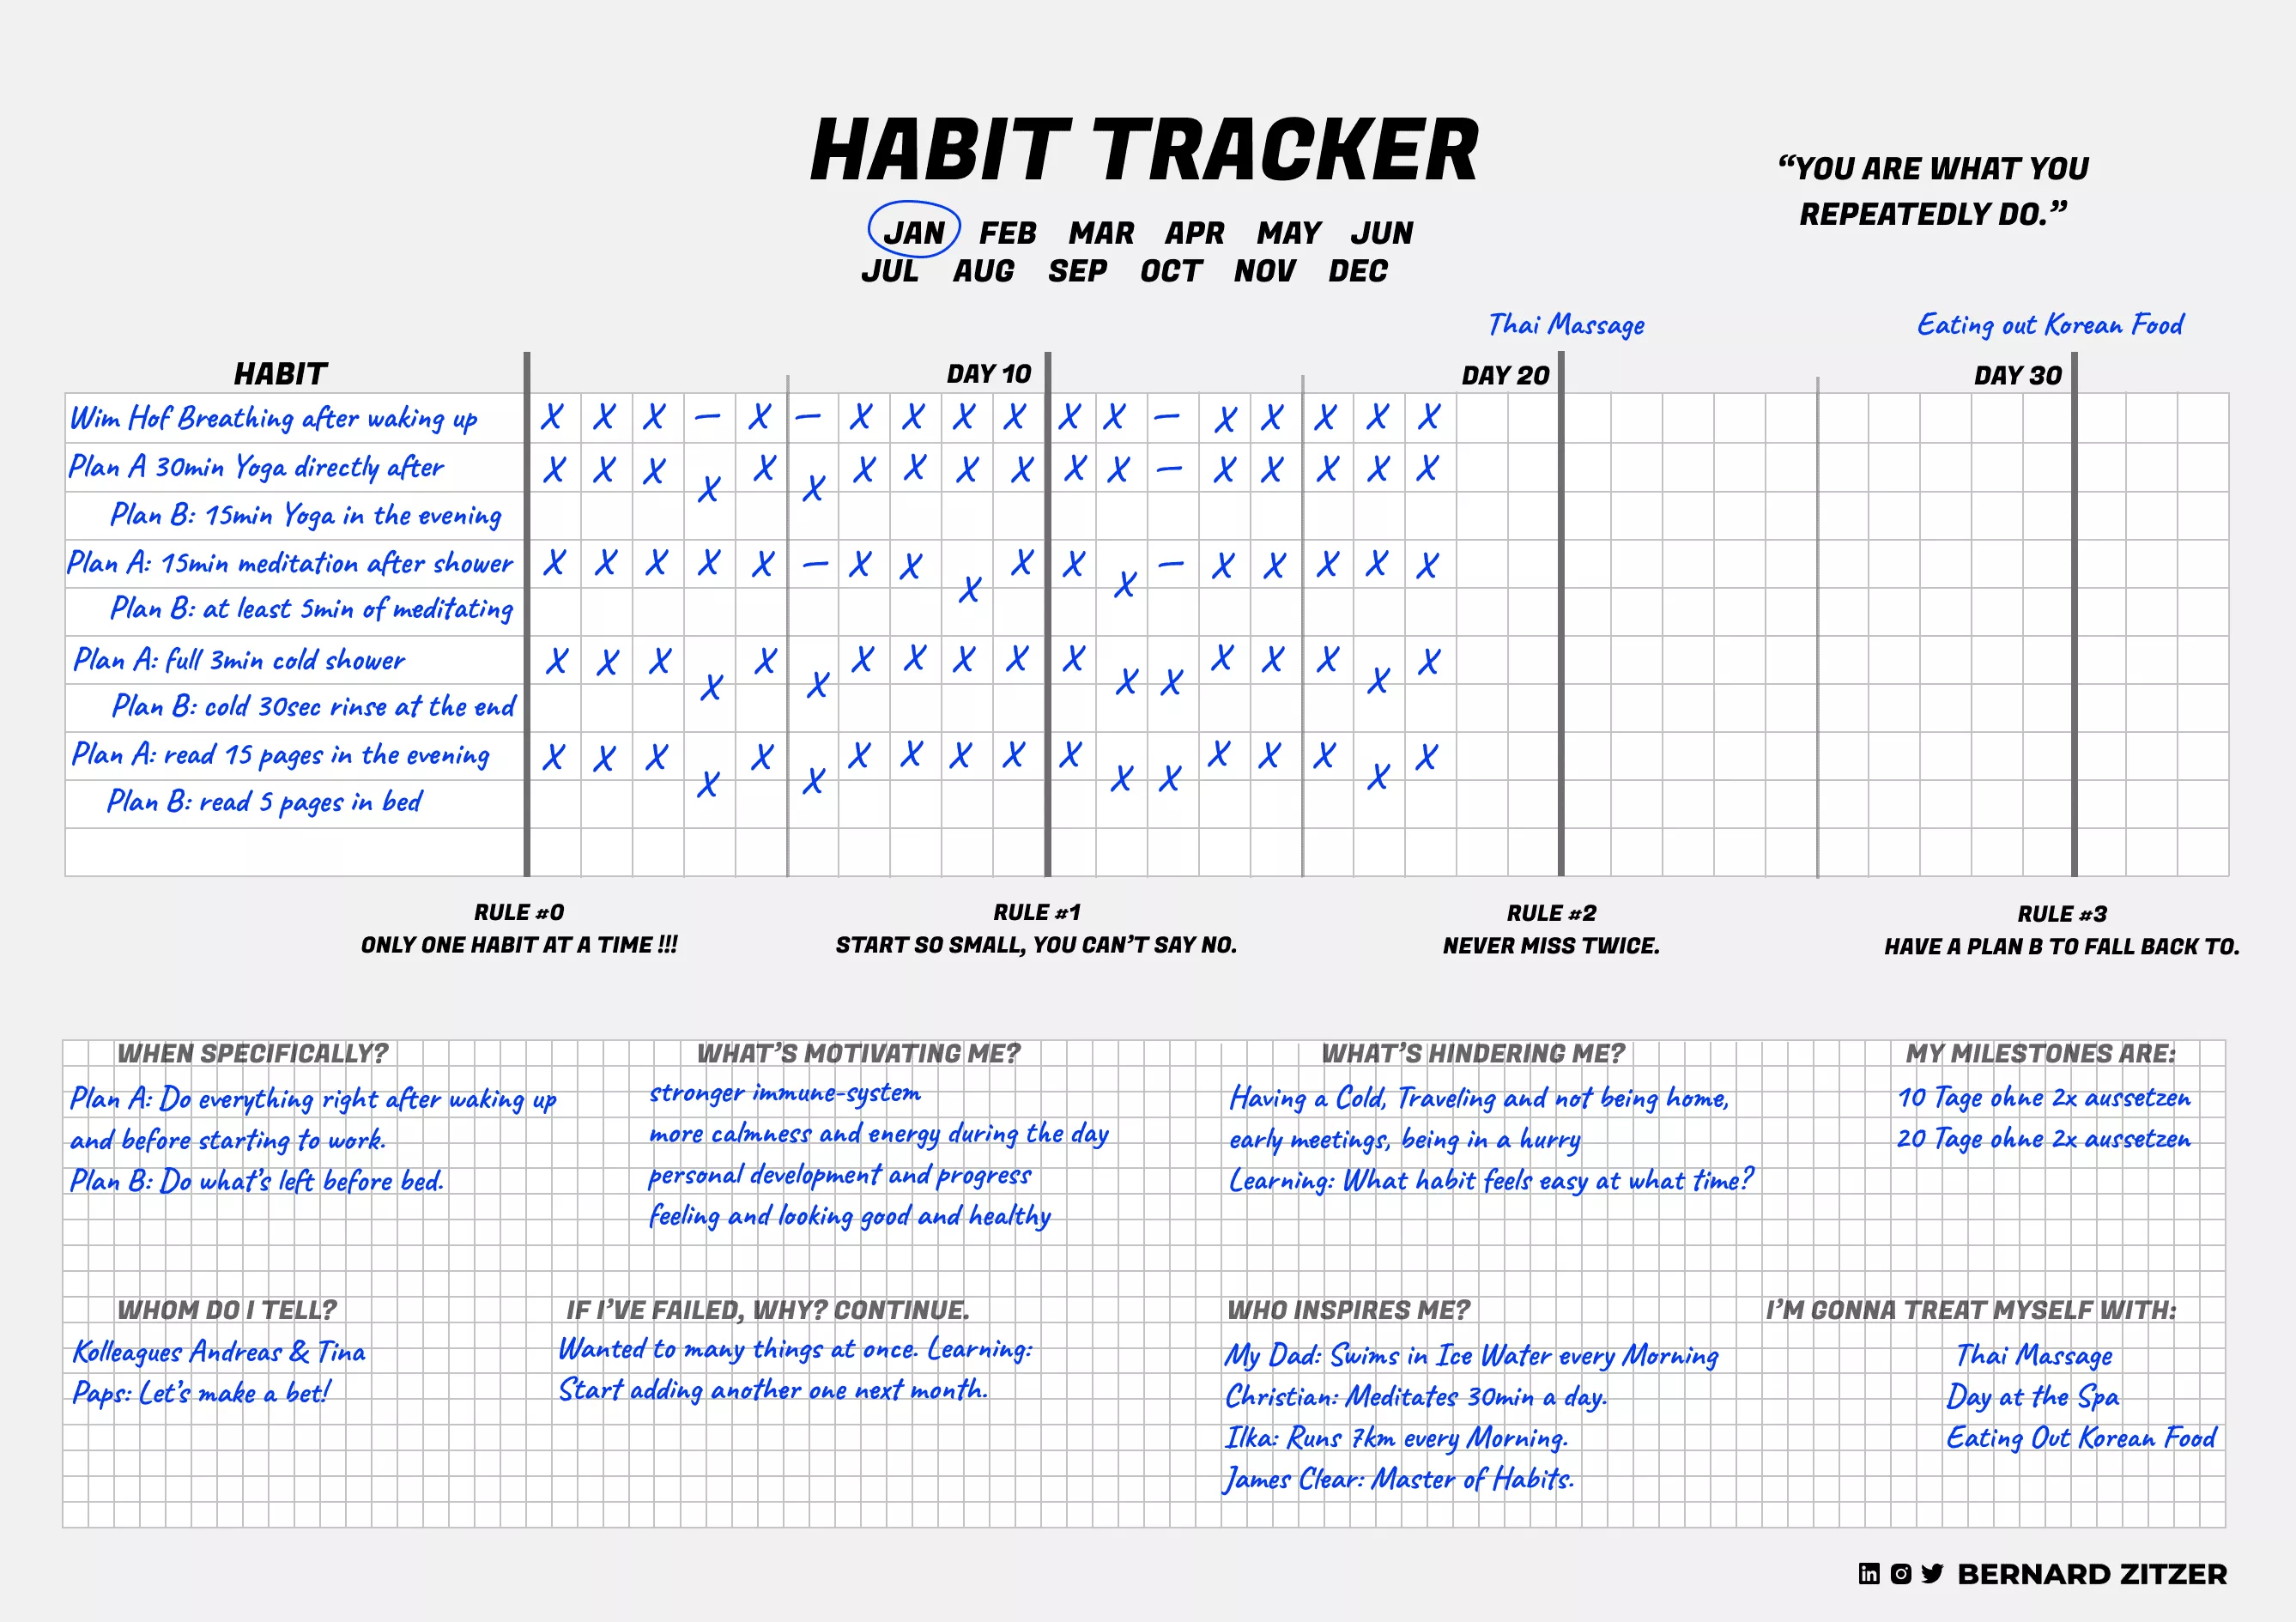 HABIT TRACKER
“YOU ARE WHAT YOU
REPEATEDLY DO.”
JAN FEB MAR APR MAY JUN
JUL AUG SEP OCT NOV DEC
Thai Massage
Eating out Korean Food
HABIT
DAY 10
DAY 20
DAY 30
Wim Hof Breathing after waking up X X X – X – X X X X X X – X X X X X
Plan A 30min Yoga directly after X X X X X X X X X X X X – X X X X X
Plan B: 15min Yoga in the evening
Plan A: 15min meditation after shower X X X X X – X X X X X X – X X X X X
Plan B: at least 5min of meditating
Plan A: full 3min cold shower X X X X X X X X X X X X X X X X X X
Plan B: cold 30sec rinse at the end
Plan A: read 15 pages in the evening X X X X X X X X X X X X X X X X X X
Plan B: read 5 pages in bed
RULE #0
ONLY ONE HABIT AT A TIME !!!
RULE #1
START SO SMALL, YOU CAN’T SAY NO.
RULE #2
NEVER MISS TWICE.
RULE #3
HAVE A PLAN B TO FALL BACK TO.
WHEN SPECIFICALLY?
Plan A: Do everything right after waking up
and before starting to work.
Plan B: Do what’s left before bed.
WHAT’S MOTIVATING ME?
stronger immune-system
more calmness and energy during the day
personal development and progress
feeling and looking good and healthy
WHAT’S HINDERING ME?
Having a Cold, Traveling and not being home,
early meetings, being in a hurry
Learning: What habit feels easy at what time?
MY MILESTONES ARE:
10 Tage ohne 2x aussetzen
20 Tage ohne 2x aussetzen
WHOM DO I TELL?
Kolleagues Andreas & Tina
Paps: Let’s make a bet!
IF I’VE FAILED, WHY? CONTINUE.
Wanted to many things at once. Learning:
Start adding another one next month.
WHO INSPIRES ME?
My Dad: Swims in Ice Water every Morning
Christian: Meditates 30min a day.
Ilka: Runs 7km every Morning.
James Clear: Master of Habits.
I’M GONNA TREAT MYSELF WITH:
Thai Massage
Day at the Spa
Eating Out Korean Food
in BERNARD ZITZER